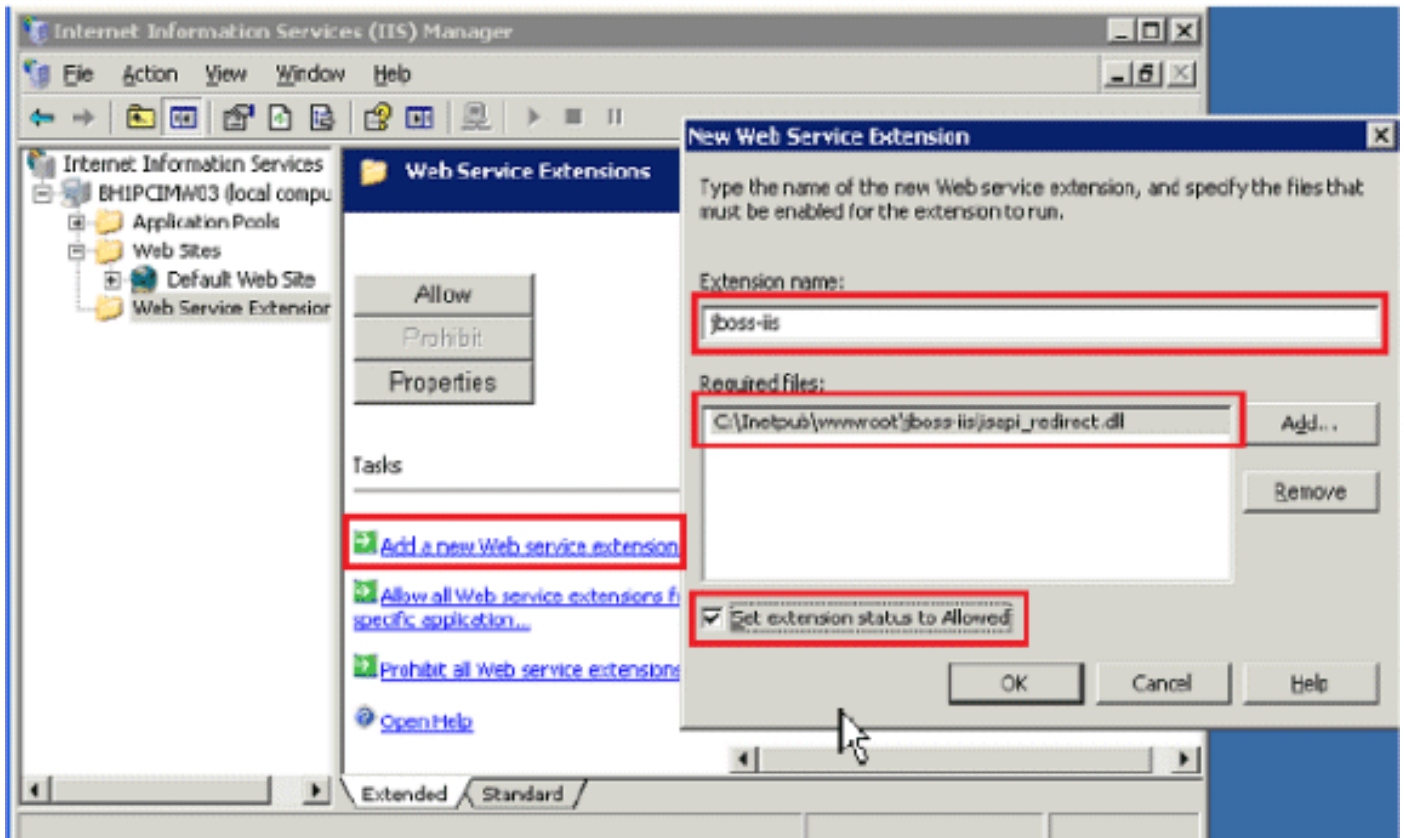 Internet Information Services (IIS) Manager
File Action View Window Help
Internet Information Services
BH1PCIMW03 (local compu
Application Pools
Web Sites
Default Web Site
Web Service Extension
Web Service Extensions
Allow
Prohibit
Properties
Tasks
Add a new Web service extension
Allow all Web service extensions f
specific application...
Prohibit all Web service extensions
Open Help
Extended Standard
New Web Service Extension
Type the name of the new Web service extension, and specify the files that
must be enabled for the extension to run.
Extension name:
jboss-iis
Required files:
C:\Inetpub\wwwroot\jboss-iis\isapi_redirect.dll
Add...
Remove
Set extension status to Allowed
OK Cancel Help